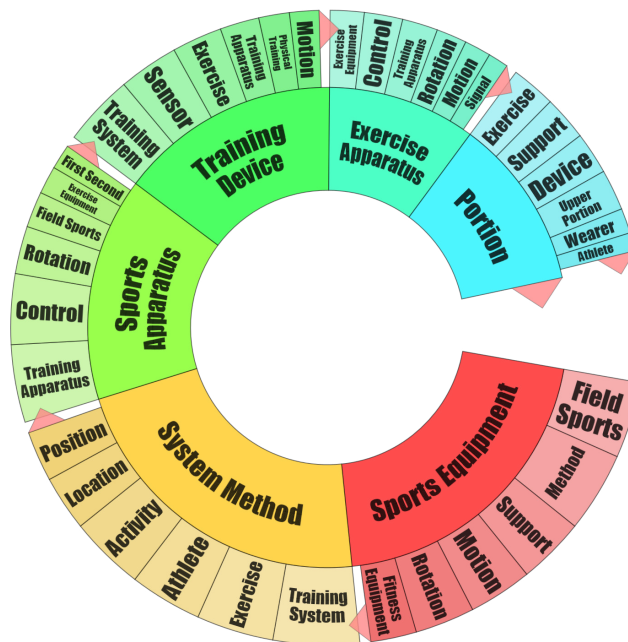 Training
Device
Motion
Physical
Training
Training
Apparatus
Exercise
Sensor
Training
System
Exercise
Apparatus
Exercise
Equipment
Control
Training
Apparatus
Rotation
Motion
Signal
Portion
Exercise
Support
Device
Upper
Portion
Wearer
Athlete
Sports
Apparatus
First Second
Exercise
Equipment
Field Sports
Rotation
Control
Training
Apparatus
System Method
Position
Location
Activity
Athlete
Exercise
Training
System
Sports Equipment
Fitness
Equipment
Rotation
Motion
Support
Method
Field
Sports